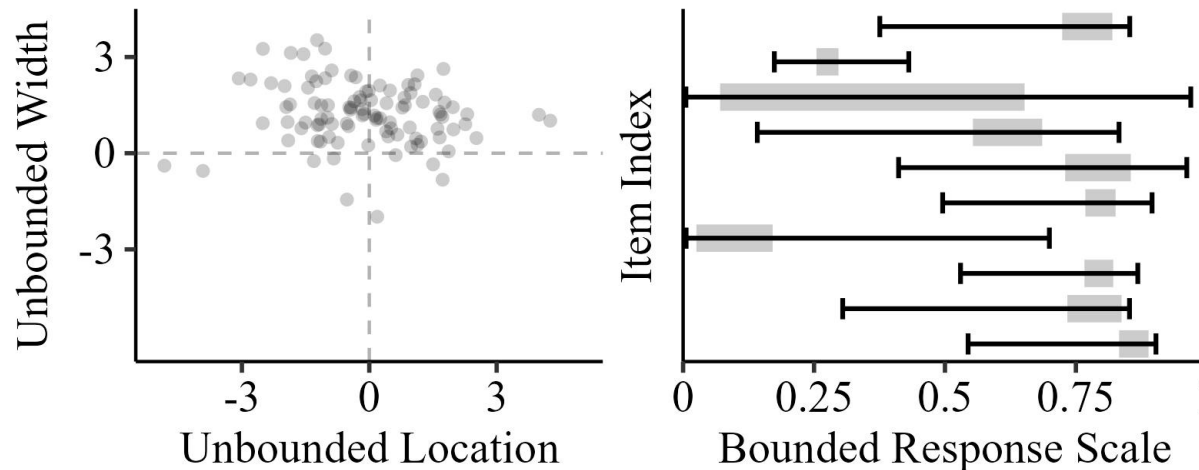 Unbounded Width
3
0
-3
-3
0
3
Unbounded Location
Item Index
0
0.25
0.5
0.75
Bounded Response Scale